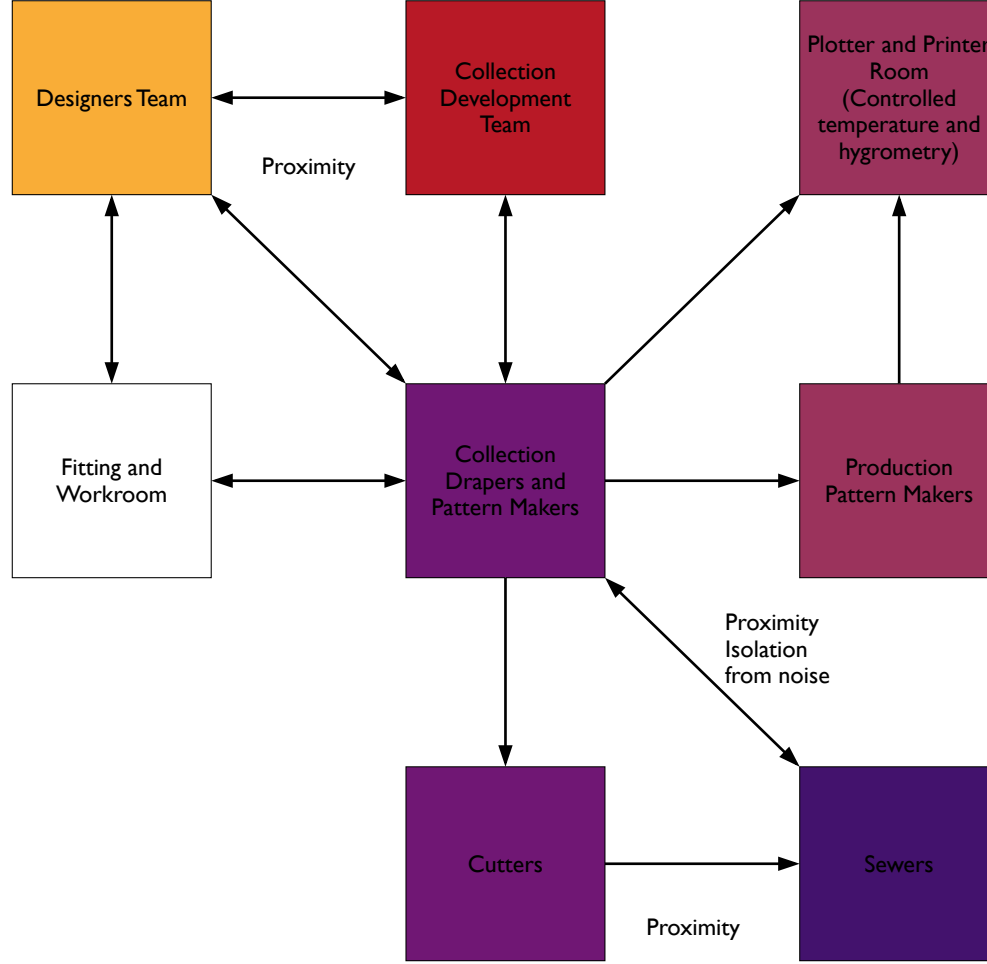 Designers Team
Collection
Development
Team
Plotter and Printer
Room
(Controlled
temperature and
hygrometry)
Proximity
Fitting and
Workroom
Collection
Drapers and
Pattern Makers
Production
Pattern Makers
Proximity
Isolation
from noise
Cutters
Sewers
Proximity